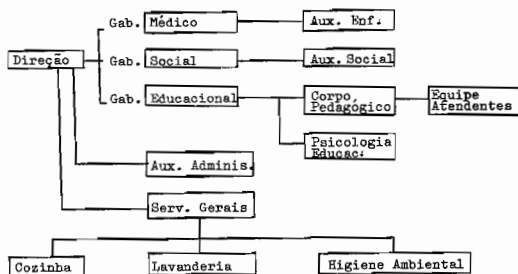 Gab. Médico
Aux. Enf.
Direção
Gab. Social
Aux. Social
Gab. Educacional
Corpo Pedagógico
Equipe Afendentes
Psicologia Educac.
Aux. Adminis.
Serv. Gerais
Cozinha
Lavanderia
Higiene Ambiental